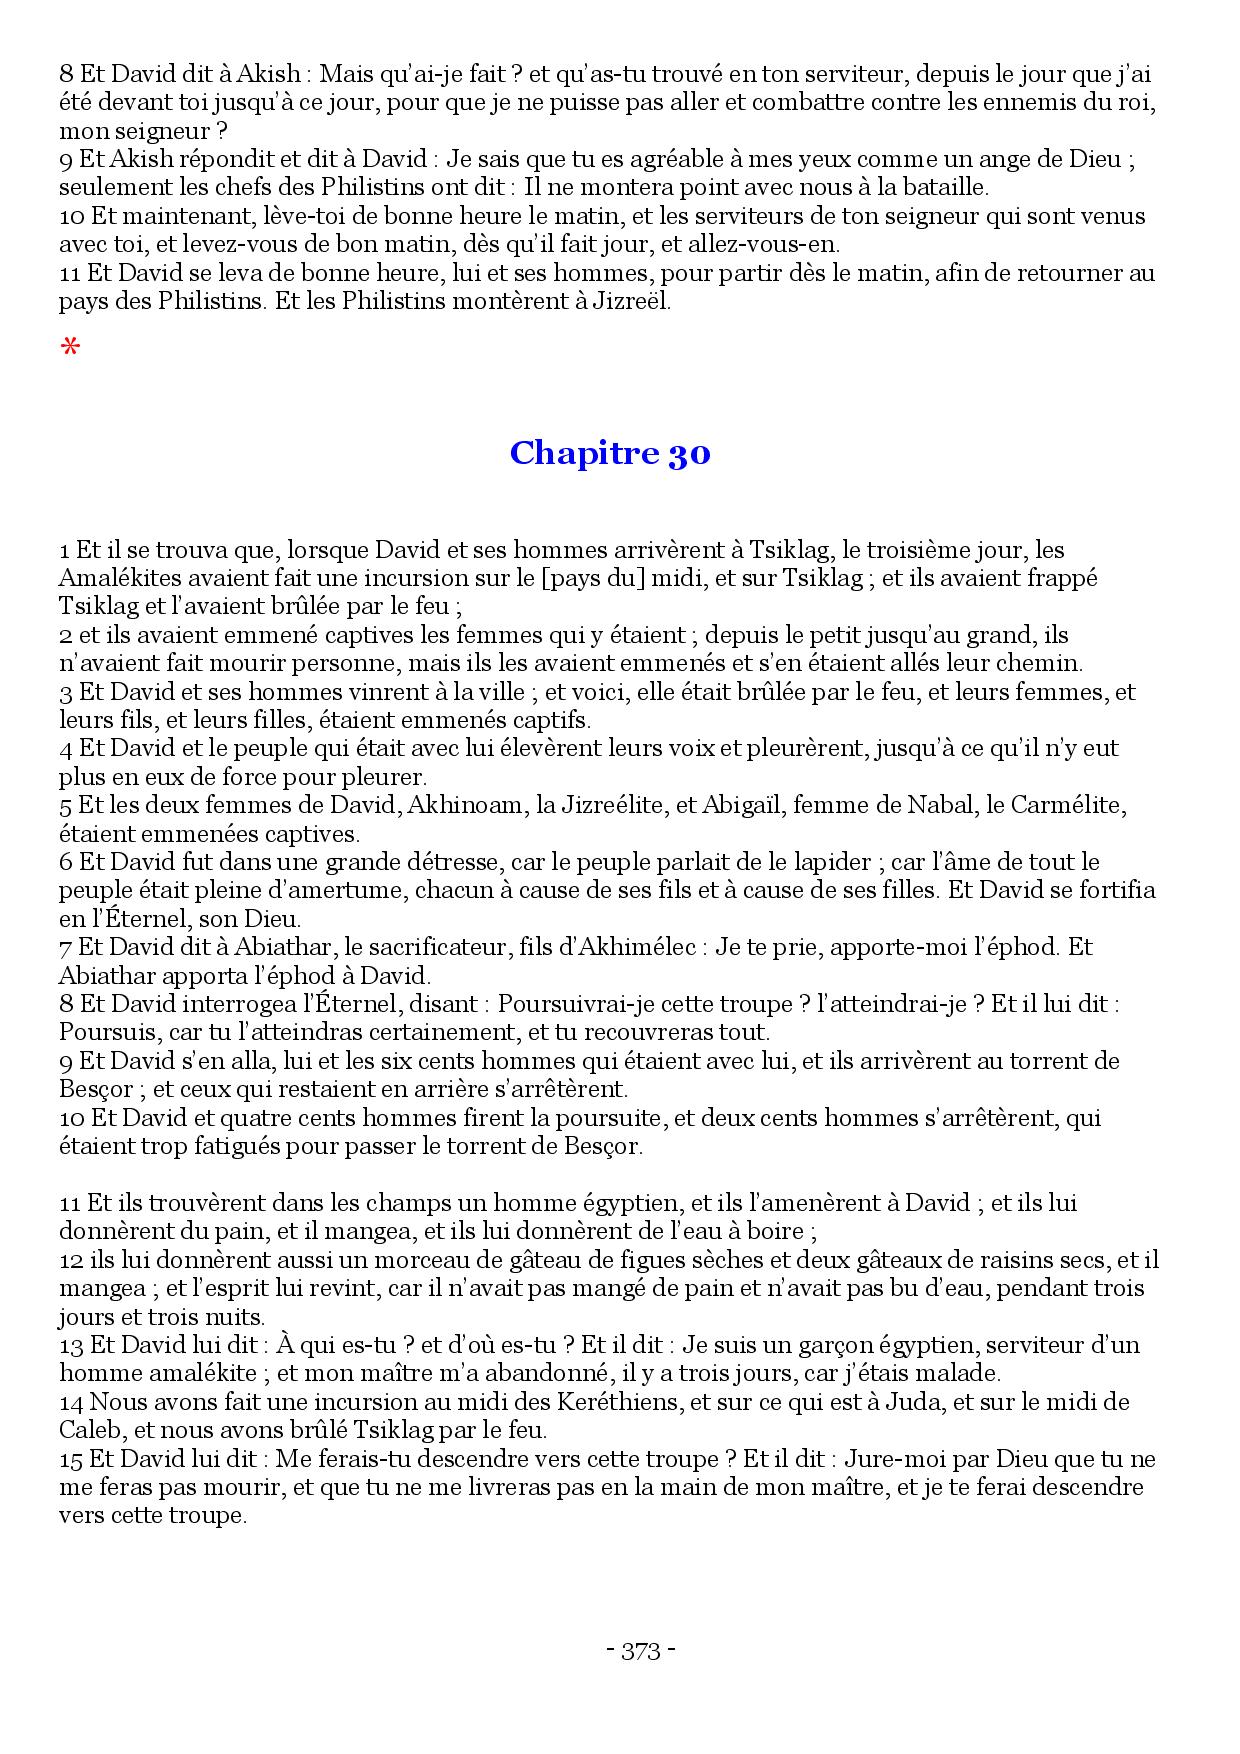 8 Et David dit à Akish : Mais qu’ai-je fait ? et qu’as-tu trouvé en ton serviteur, depuis le jour que j’ai
été devant toi jusqu’à ce jour, pour que je ne puisse pas aller et combattre contre les ennemis du roi,
mon seigneur ?
9 Et Akish répondit et dit à David : Je sais que tu es agréable à mes yeux comme un ange de Dieu ;
seulement les chefs des Philistins ont dit : Il ne montera point avec nous à la bataille.
10 Et maintenant, lève-toi de bonne heure le matin, et les serviteurs de ton seigneur qui sont venus
avec toi, et levez-vous de bon matin, dès qu’il fait jour, et allez-vous-en.
11 Et David se leva de bonne heure, lui et ses hommes, pour partir dès le matin, afin de retourner au
pays des Philistins. Et les Philistins montèrent à Jizreël.
*
Chapitre 30
1 Et il se trouva que, lorsque David et ses hommes arrivèrent à Tsiklag, le troisième jour, les
Amalékites avaient fait une incursion sur le [pays du] midi, et sur Tsiklag ; et ils avaient frappé
Tsiklag et l’avaient brûlée par le feu ;
2 et ils avaient emmené captives les femmes qui y étaient ; depuis le petit jusqu’au grand, ils
n’avaient fait mourir personne, mais ils les avaient emmenés et s’en étaient allés leur chemin.
3 Et David et ses hommes vinrent à la ville ; et voici, elle était brûlée par le feu, et leurs femmes, et
leurs fils, et leurs filles, étaient emmenés captifs.
4 Et David et le peuple qui était avec lui élevèrent leurs voix et pleurèrent, jusqu’à ce qu’il n’y eut
plus en eux de force pour pleurer.
5 Et les deux femmes de David, Akhinoam, la Jizreélite, et Abigaïl, femme de Nabal, le Carmélite,
étaient emmenées captives.
6 Et David fut dans une grande détresse, car le peuple parlait de le lapider ; car l’âme de tout le
peuple était pleine d’amertume, chacun à cause de ses fils et à cause de ses filles. Et David se fortifia
en l’Éternel, son Dieu.
7 Et David dit à Abiathar, le sacrificateur, fils d’Akhimélec : Je te prie, apporte-moi l’éphod. Et
Abiathar apporta l’éphod à David.
8 Et David interrogea l’Éternel, disant : Poursuivrai-je cette troupe ? l’atteindrai-je ? Et il lui dit :
Poursuis, car tu l’atteindras certainement, et tu recouvreras tout.
9 Et David s’en alla, lui et les six cents hommes qui étaient avec lui, et ils arrivèrent au torrent de
Besçor ; et ceux qui restaient en arrière s’arrêtèrent.
10 Et David et quatre cents hommes firent la poursuite, et deux cents hommes s’arrêtèrent, qui
étaient trop fatigués pour passer le torrent de Besçor.
11 Et ils trouvèrent dans les champs un homme égyptien, et ils l’amenèrent à David ; et ils lui
donnèrent du pain, et il mangea, et ils lui donnèrent de l’eau à boire ;
12 ils lui donnèrent aussi un morceau de gâteau de figues sèches et deux gâteaux de raisins secs, et il
mangea ; et l’esprit lui revint, car il n’avait pas mangé de pain et n’avait pas bu d’eau, pendant trois
jours et trois nuits.
13 Et David lui dit : À qui es-tu ? et d’où es-tu ? Et il dit : Je suis un garçon égyptien, serviteur d’un
homme amalékite ; et mon maître m’a abandonné, il y a trois jours, car j’étais malade.
14 Nous avons fait une incursion au midi des Keréthiens, et sur ce qui est à Juda, et sur le midi de
Caleb, et nous avons brûlé Tsiklag par le feu.
15 Et David lui dit : Me ferais-tu descendre vers cette troupe ? Et il dit : Jure-moi par Dieu que tu ne
me feras pas mourir, et que tu ne me livreras pas en la main de mon maître, et je te ferai descendre
vers cette troupe.
- 373 -